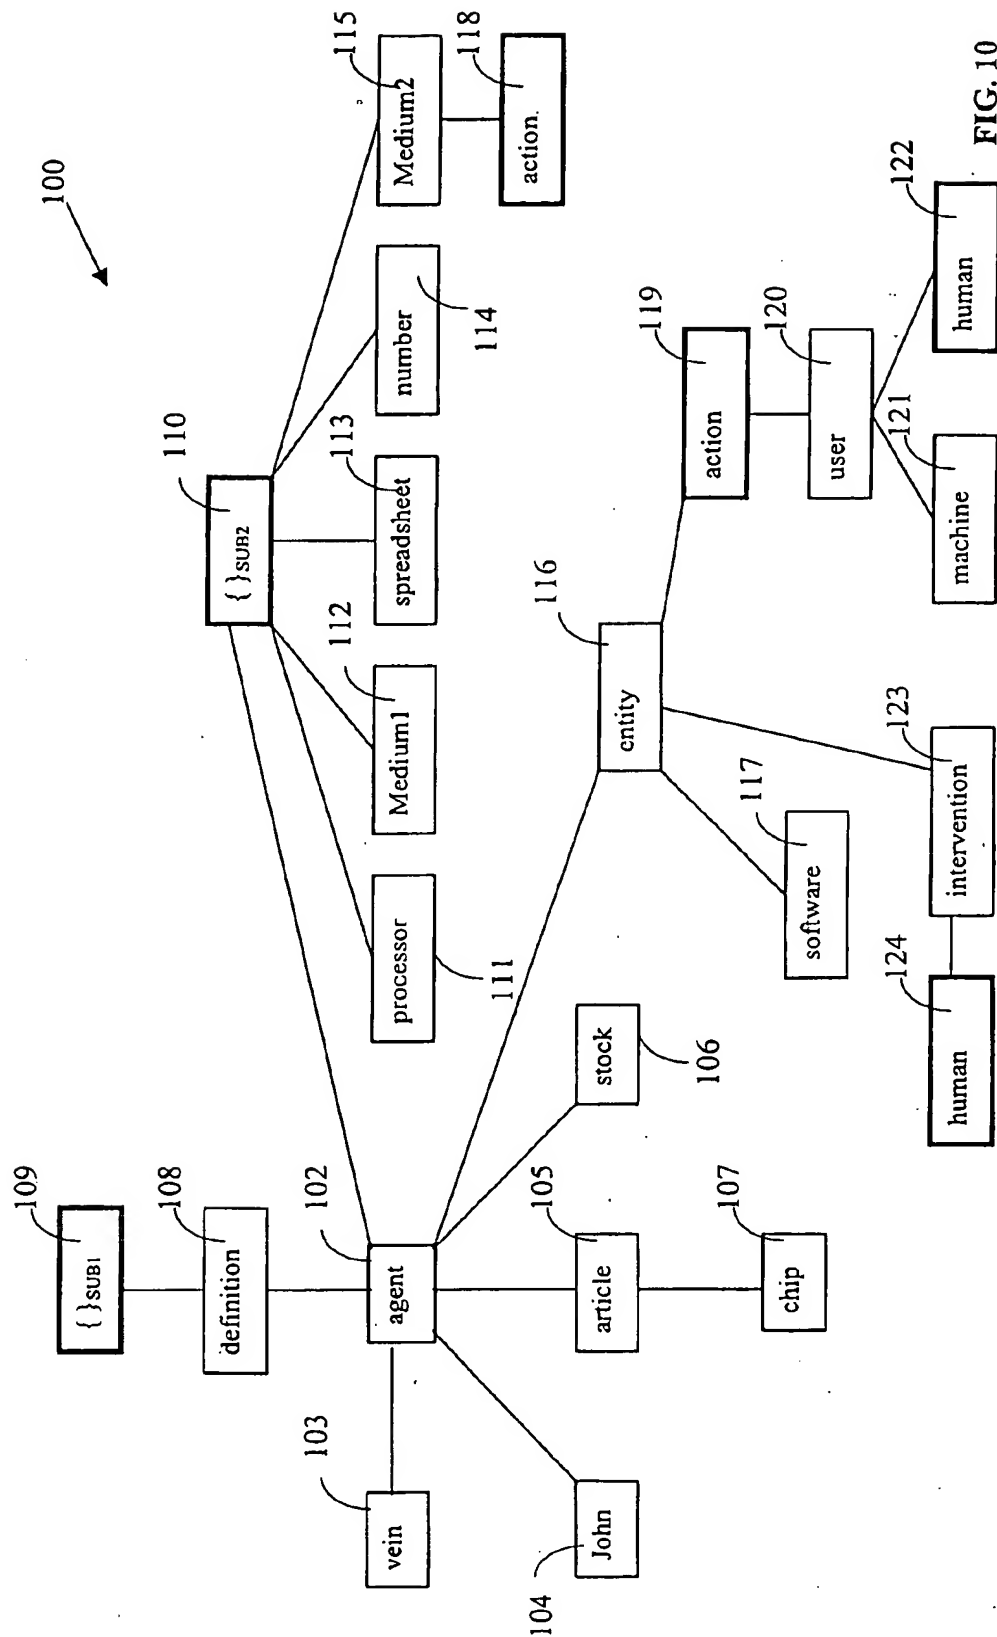 100
109
{ }SUB1
108
definition
102
agent
103
vein
104
John
105
article
107
chip
106
stock
110
{ }SUB2
111
processor
112
Medium1
113
spreadsheet
114
number
115
Medium2
118
action
116
entity
117
software
119
action
120
user
121
machine
122
human
123
intervention
124
human
FIG. 10